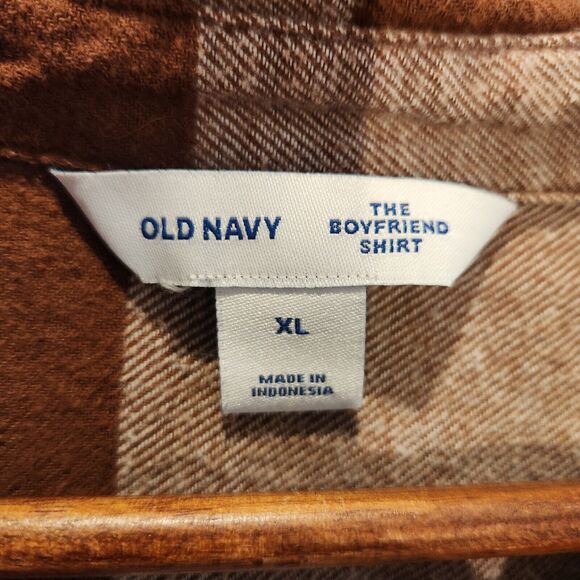 OLD NAVY
THE
BOYFRIEND
SHIRT
XL
MADE IN
INDONESIA